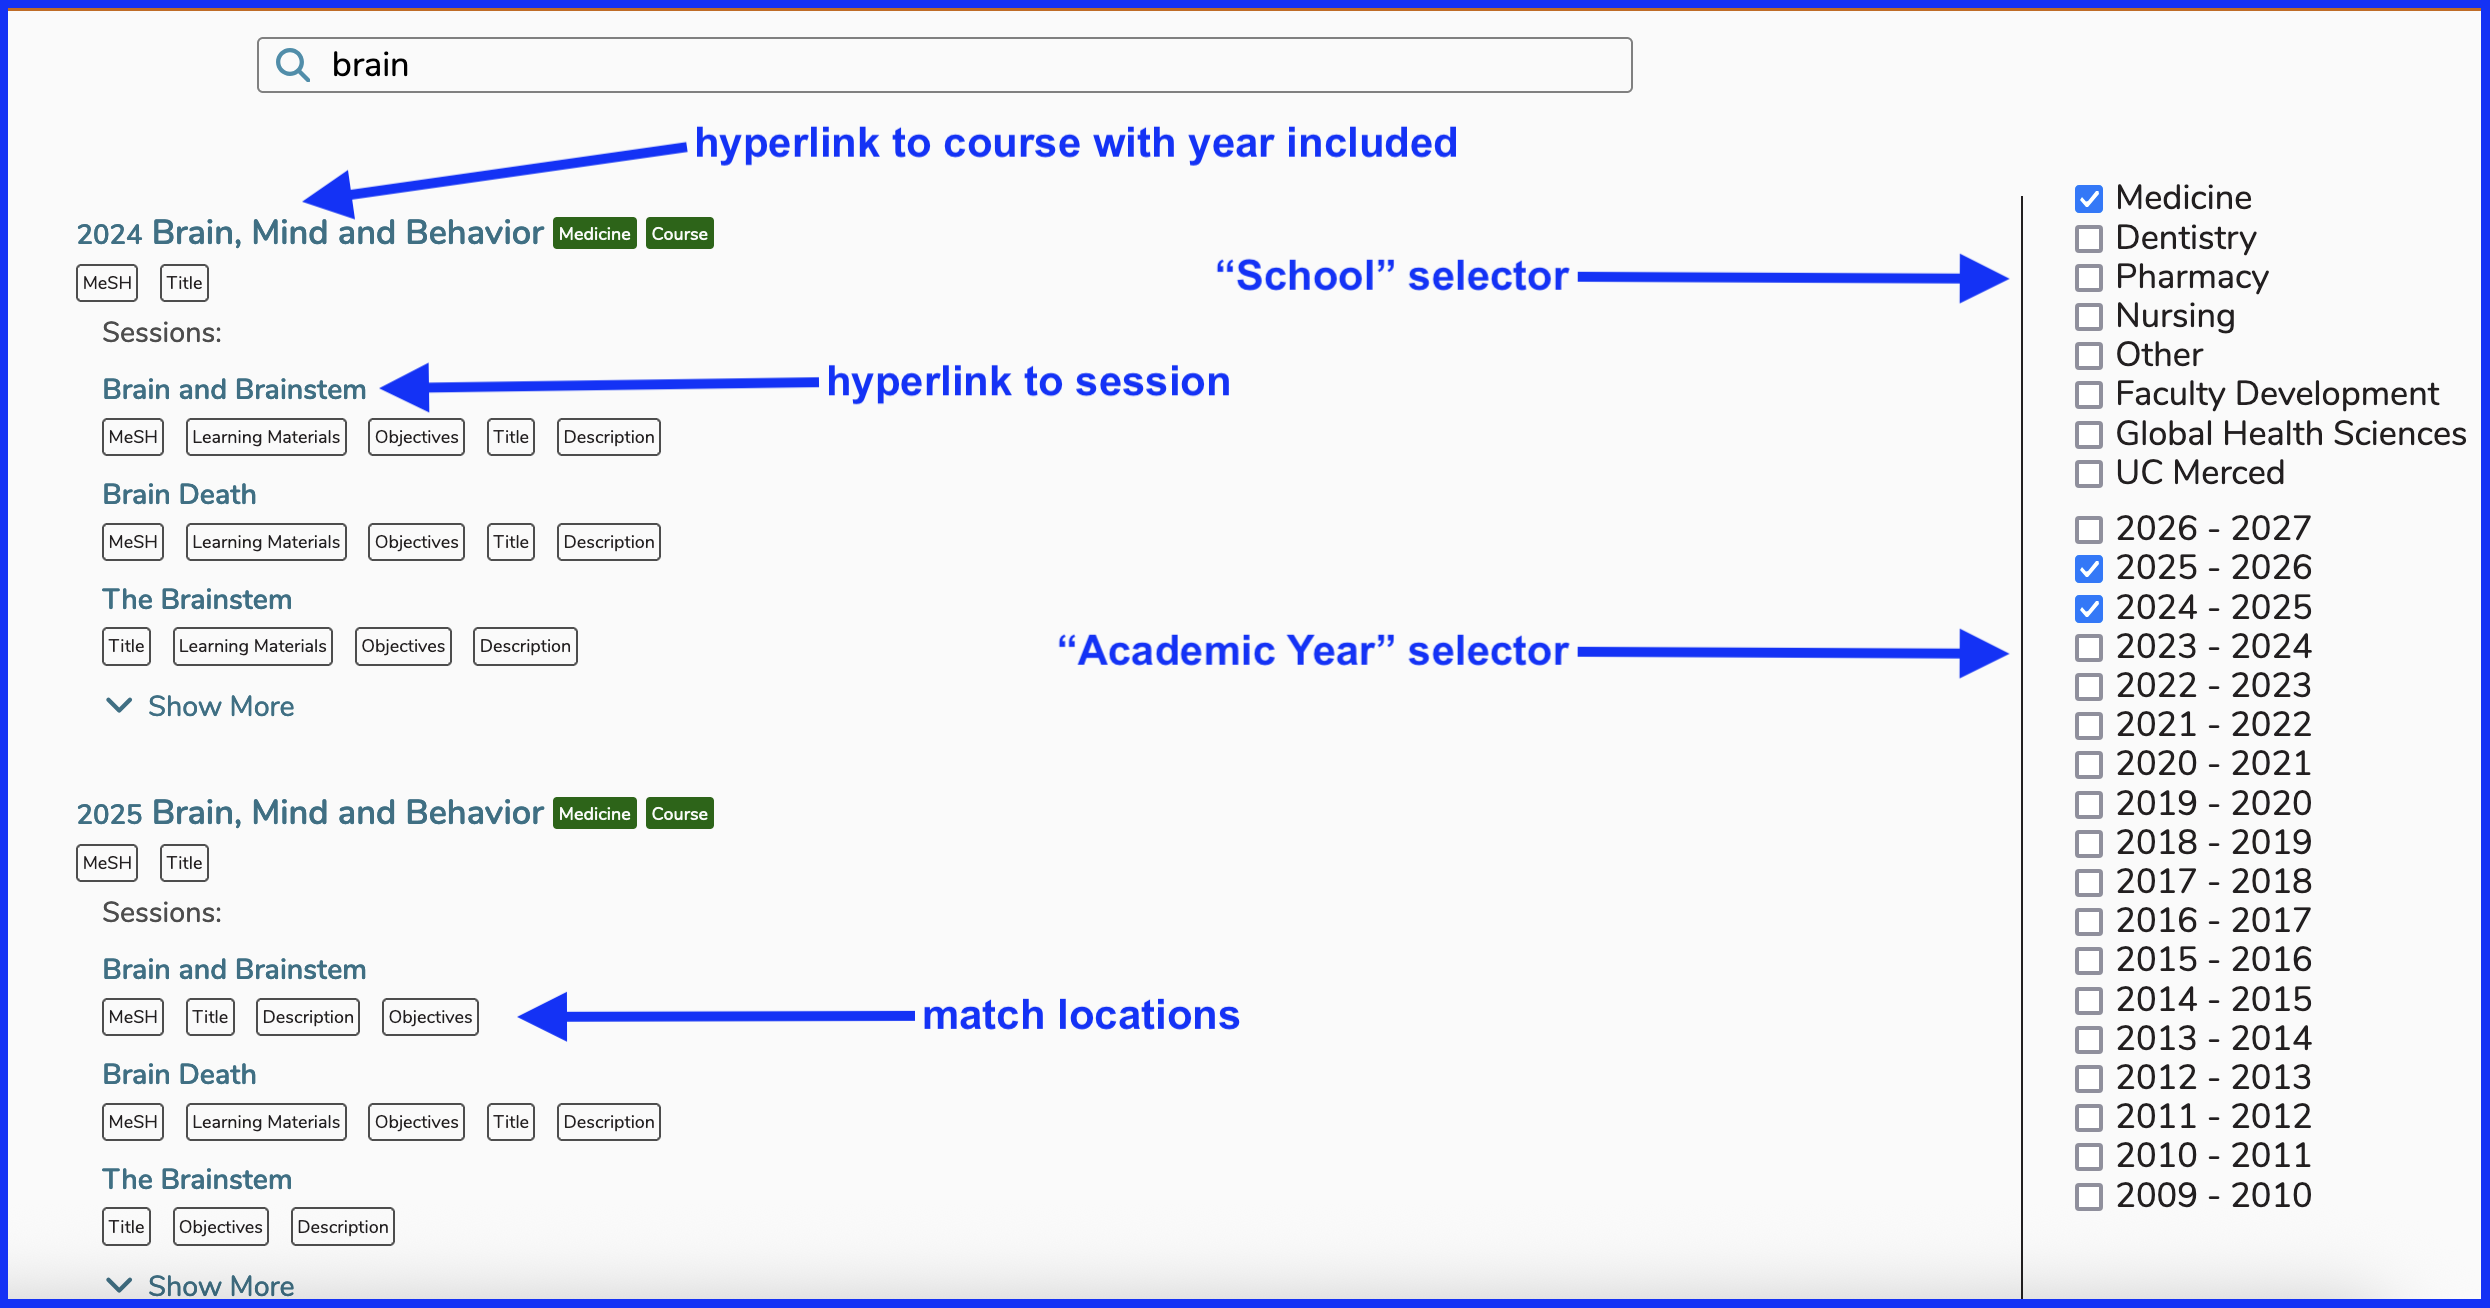 brain
hyperlink to course with year included
2024 Brain, Mind and Behavior Medicine Course
MeSH Title
Sessions:
Brain and Brainstem
hyperlink to session
MeSH Learning Materials Objectives Title Description
Brain Death
MeSH Learning Materials Objectives Title Description
The Brainstem
Title Learning Materials Objectives Description
Show More
2025 Brain, Mind and Behavior Medicine Course
MeSH Title
Sessions:
Brain and Brainstem
MeSH Title Description Objectives
match locations
Brain Death
MeSH Learning Materials Objectives Title Description
The Brainstem
Title Objectives Description
Show More
“School” selector
Medicine
Dentistry
Pharmacy
Nursing
Other
Faculty Development
Global Health Sciences
UC Merced
“Academic Year” selector
2026 - 2027
2025 - 2026
2024 - 2025
2023 - 2024
2022 - 2023
2021 - 2022
2020 - 2021
2019 - 2020
2018 - 2019
2017 - 2018
2016 - 2017
2015 - 2016
2014 - 2015
2013 - 2014
2012 - 2013
2011 - 2012
2010 - 2011
2009 - 2010